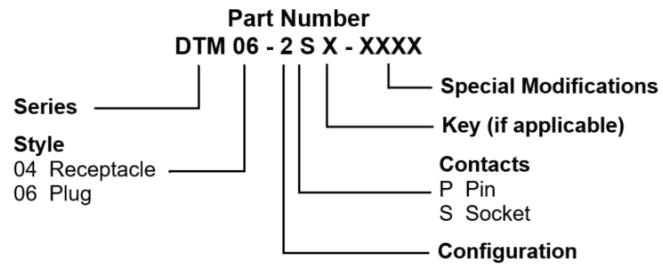 Part Number
DTM 06 - 2 S X - XXXX
Special Modifications
Series
Key (if applicable)
Style
04 Receptacle
06 Plug
Contacts
P Pin
S Socket
Configuration